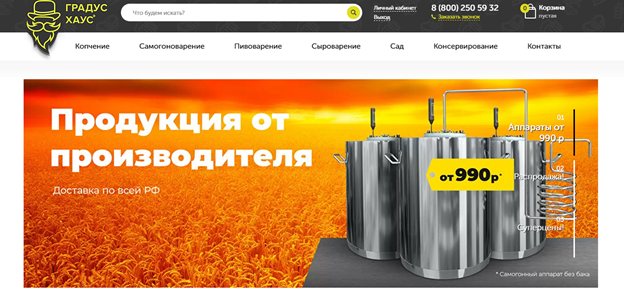 ГРАДУС
ХАУС®
Что будем искать?
Личный кабинет
Выход
8 (800) 250 59 32
Заказать звонок
0
Корзина
пустая
Копчение Самогоноварение Пивоварение Сыроварение Сад Консервирование Контакты
Продукция от
производителя
Доставка по всей РФ
от 990р*
01
Аппараты от
990 р
02
Распродажа!
03
Суперцены!
* Самогонный аппарат без бака